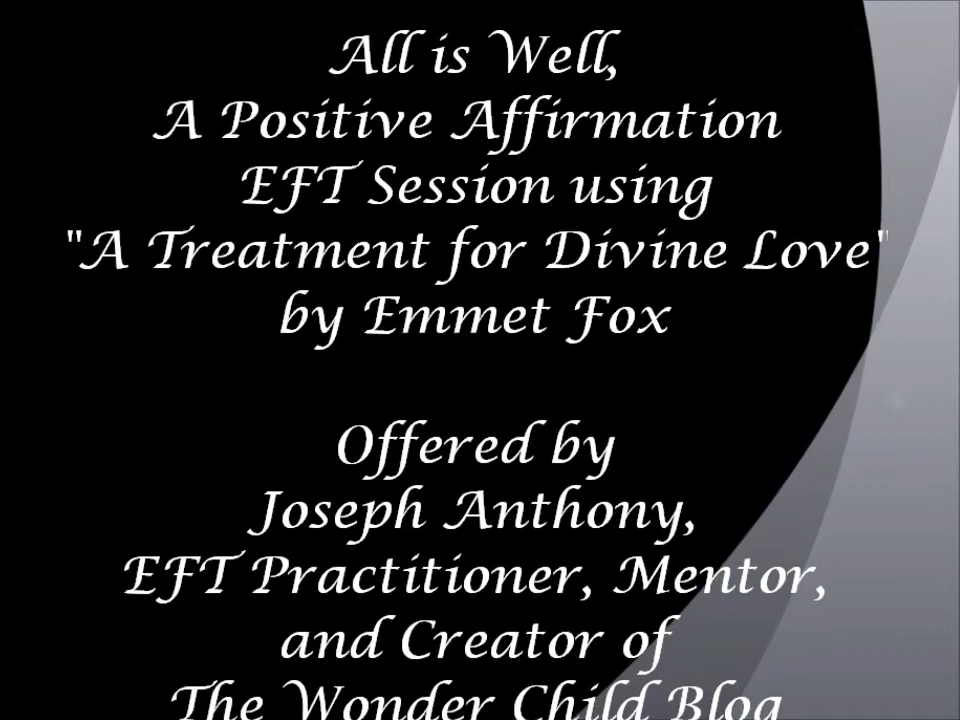 All is Well,
A Positive Affirmation
EFT Session using
"A Treatment for Divine Love"
by Emmet Fox
Offered by
Joseph Anthony,
EFT Practitioner, Mentor,
and Creator of
The Wonder Child Blog